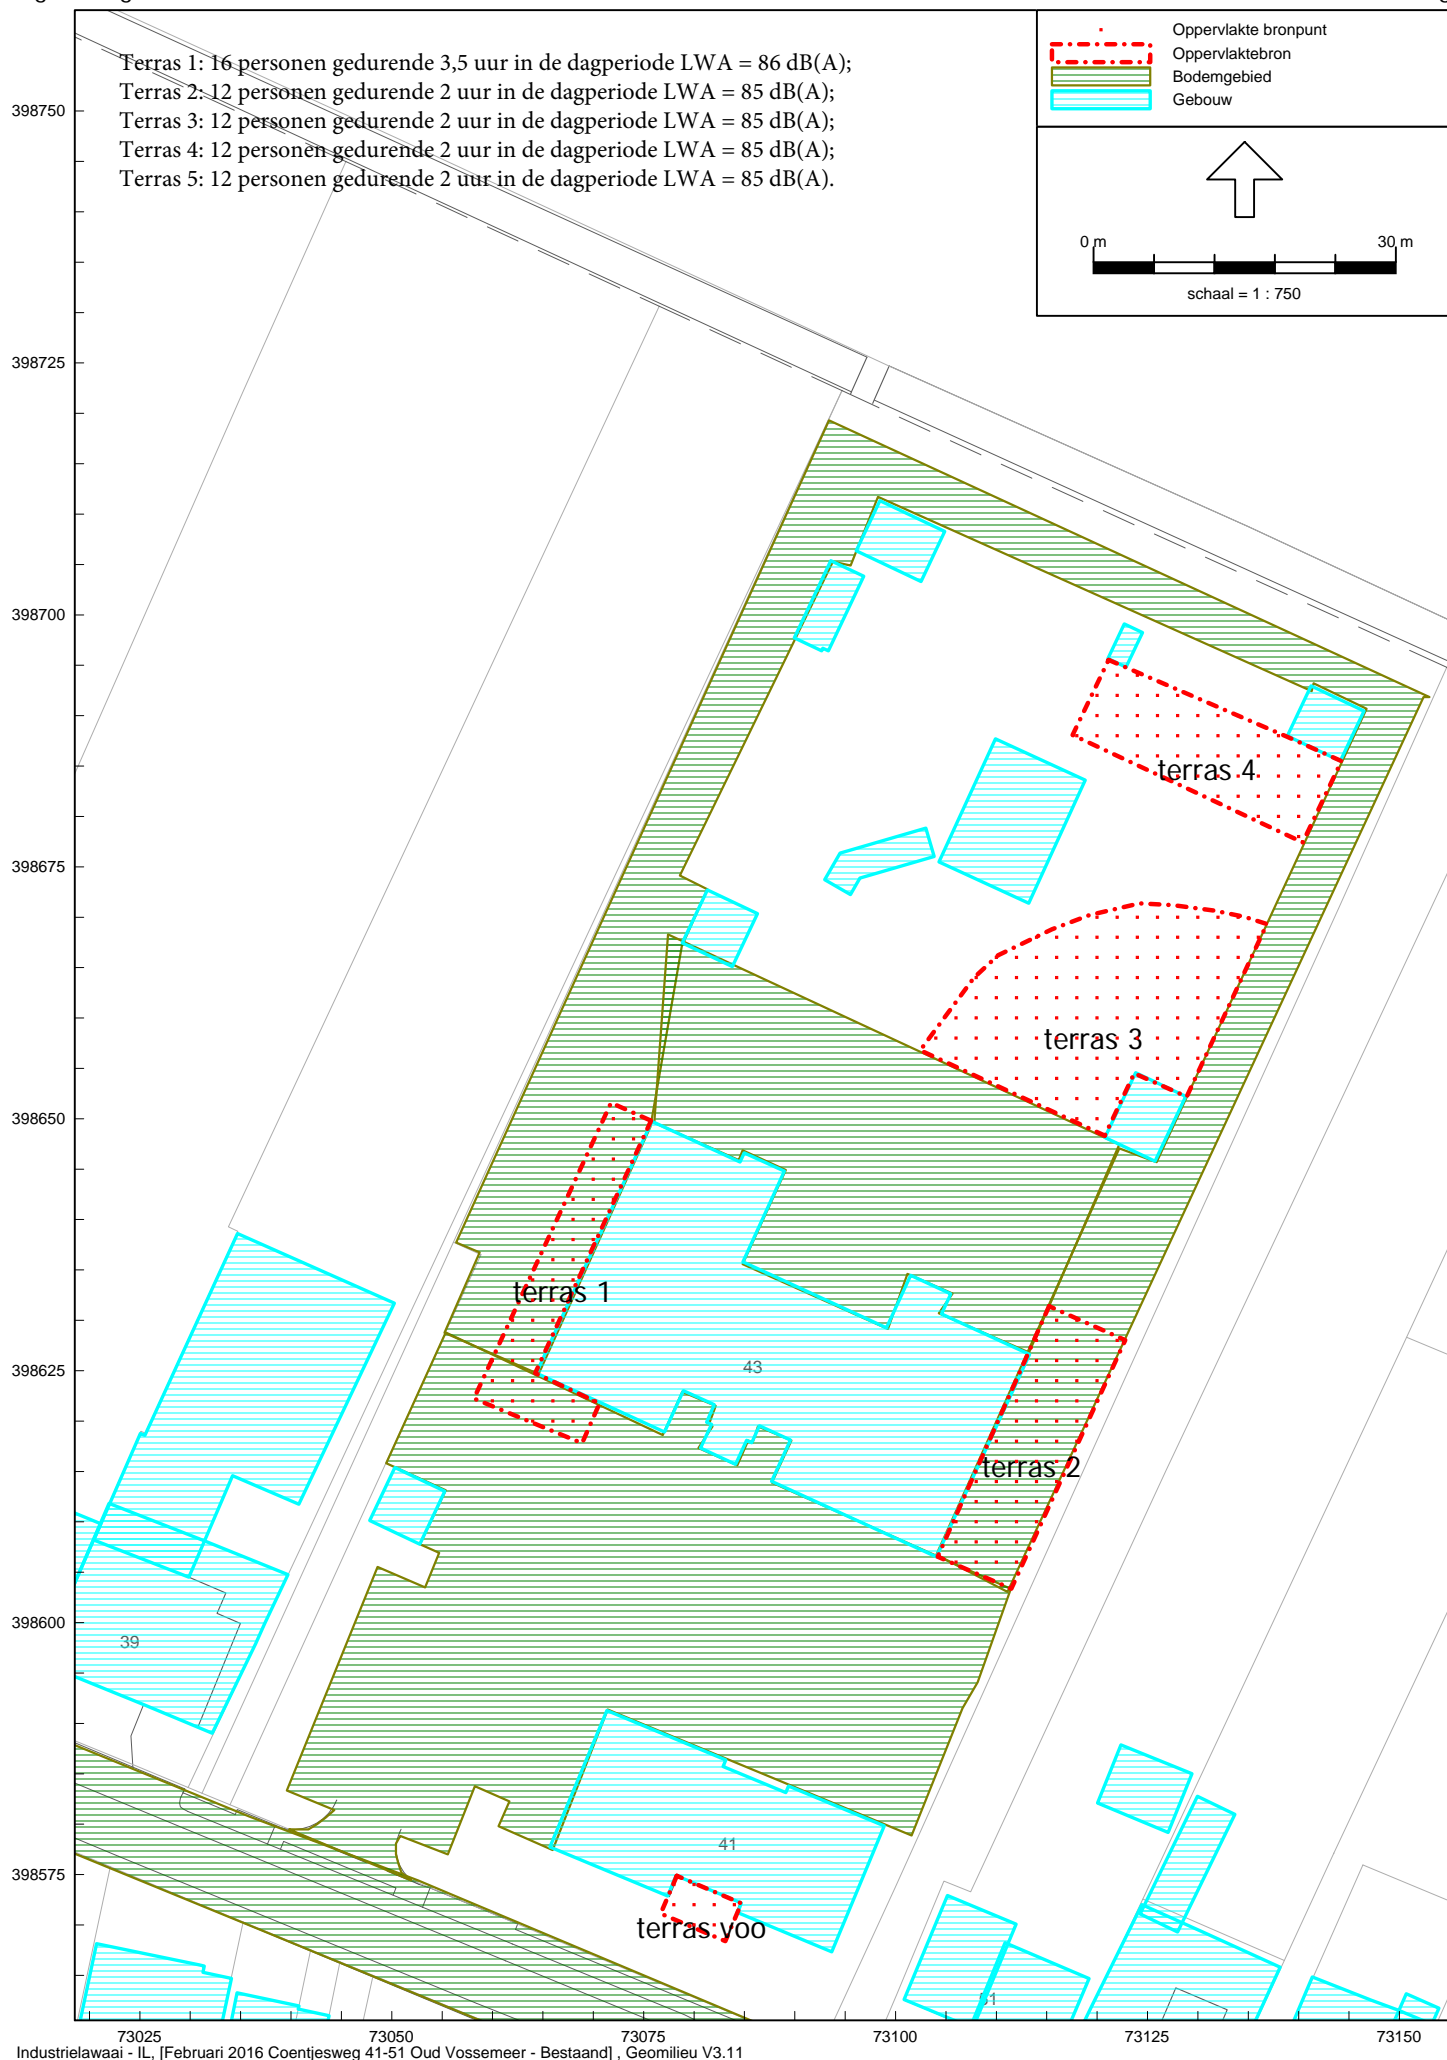 Oppervlakte bronpunt
Oppervlaktebron
Bodemgebied
Gebouw
Terras 1: 16 personen gedurende 3,5 uur in de dagperiode LWA = 86 dB(A);
Terras 2: 12 personen gedurende 2 uur in de dagperiode LWA = 85 dB(A);
Terras 3: 12 personen gedurende 2 uur in de dagperiode LWA = 85 dB(A);
Terras 4: 12 personen gedurende 2 uur in de dagperiode LWA = 85 dB(A);
Terras 5: 12 personen gedurende 2 uur in de dagperiode LWA = 85 dB(A).
0 m 30 m
schaal = 1 : 750
398750
398725
398700
terras 4
398675
terras 3
398650
terras 1
43
398625
terras 2
398600
39
41
398575
terras voo
51
73025 73050 73075 73100 73125 73150
Industrielawaai - IL, [Februari 2016 Coentjesweg 41-51 Oud Vossemeer - Bestaand] , Geomilieu V3.11